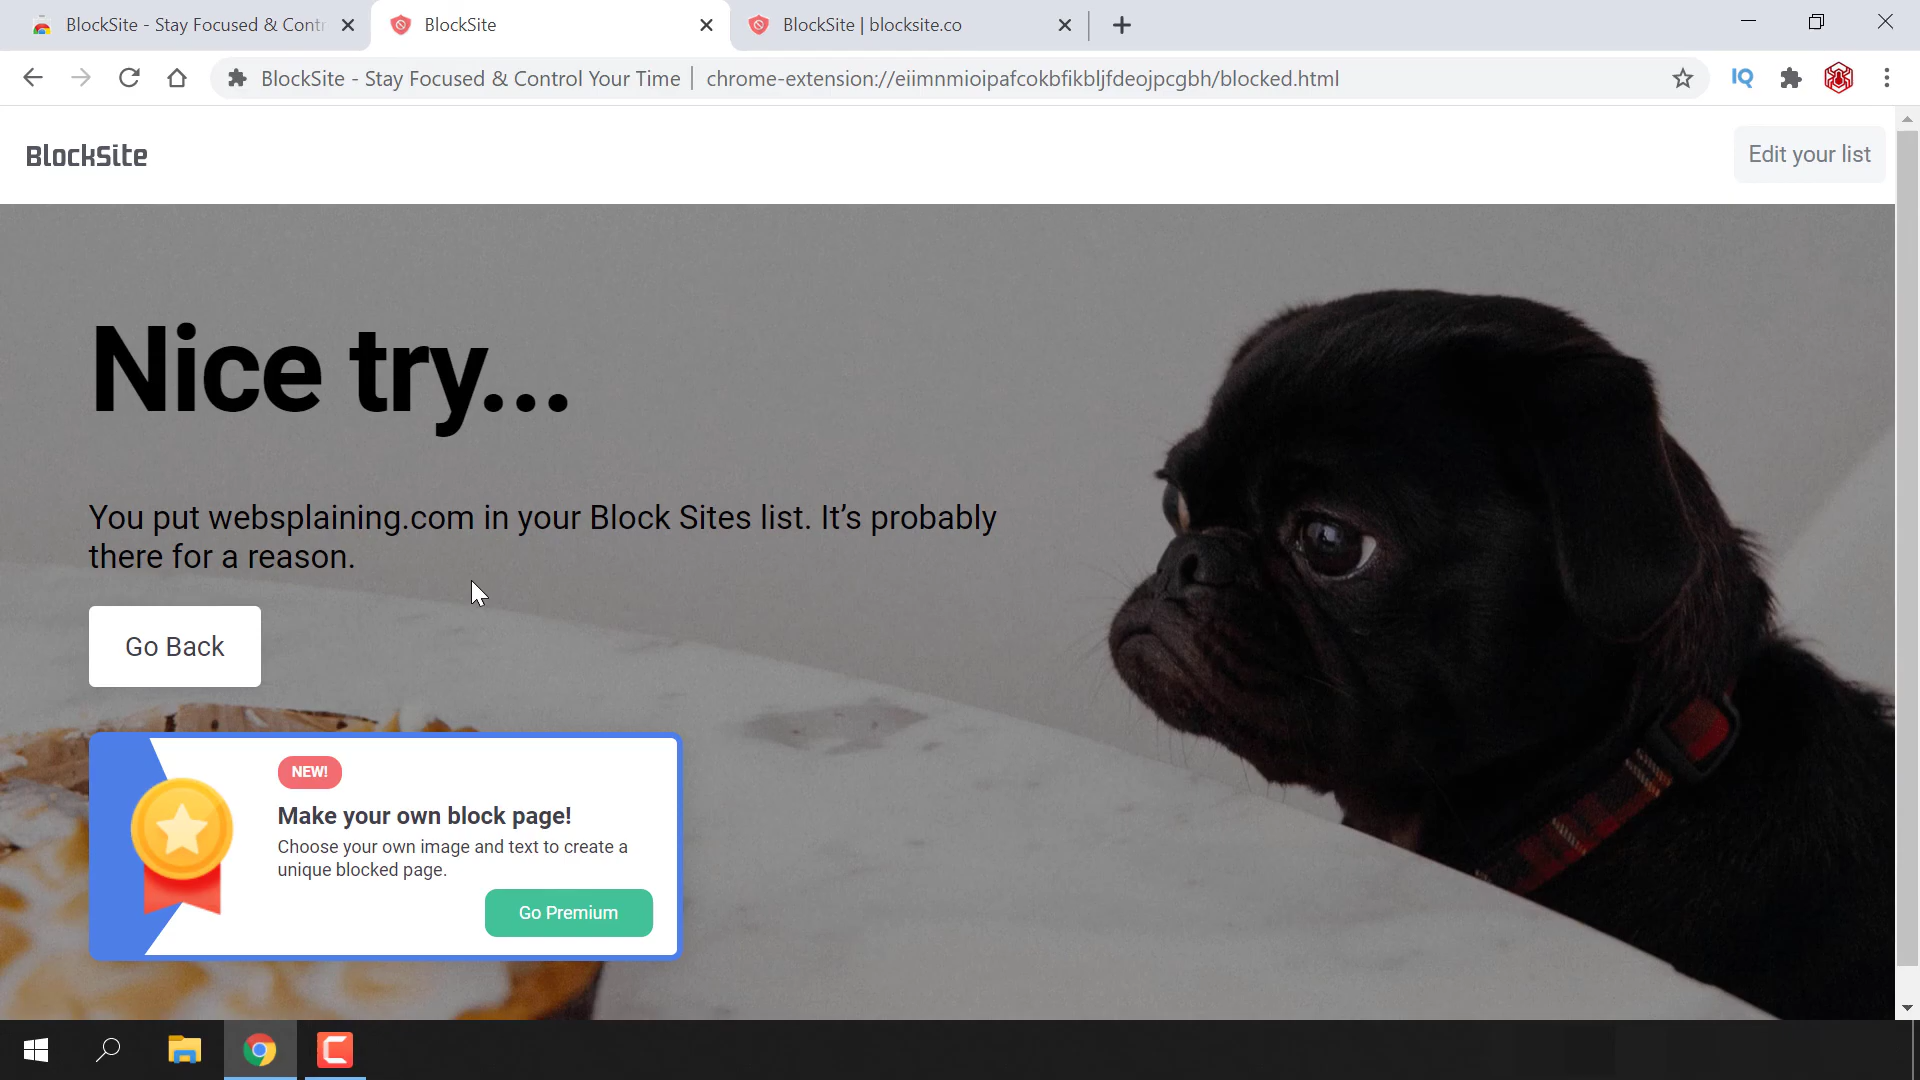 BlockSite - Stay Focused & Cont
BlockSite
BlockSite | blocksite.co
BlockSite - Stay Focused & Control Your Time
chrome-extension://eiimnmioipafcokbfikbljfdeojpcgbh/blocked.html
IQ
BlockSite
Edit your list
Nice try...
You put websplaining.com in your Block Sites list. It’s probably
there for a reason.
Go Back
NEW!
Make your own block page!
Choose your own image and text to create a
unique blocked page.
Go Premium